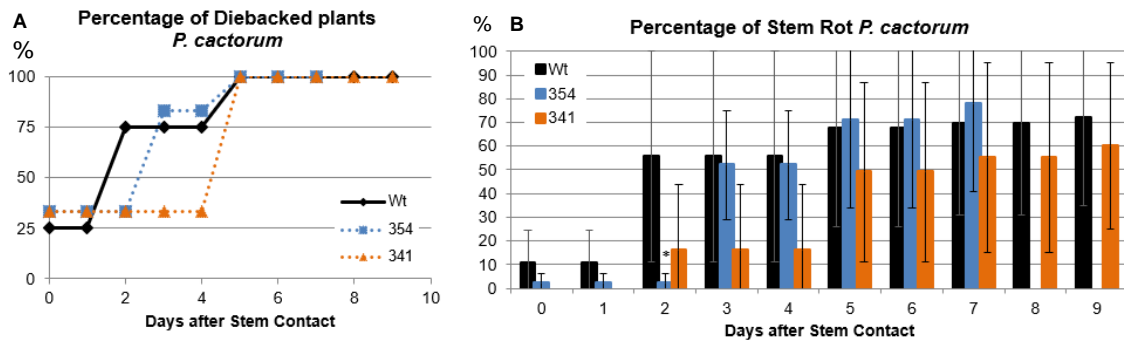 A
Percentage of Diebacked plants
P. cactorum
%
100
75
50
25
0
0 2 4 6 8 10
Days after Stem Contact
Wt
354
341
B
Percentage of Stem Rot P. cactorum
%
100
90
80
70
60
50
40
30
20
10
0
0 1 2 3 4 5 6 7 8 9
Days after Stem Contact
Wt
354
341
*